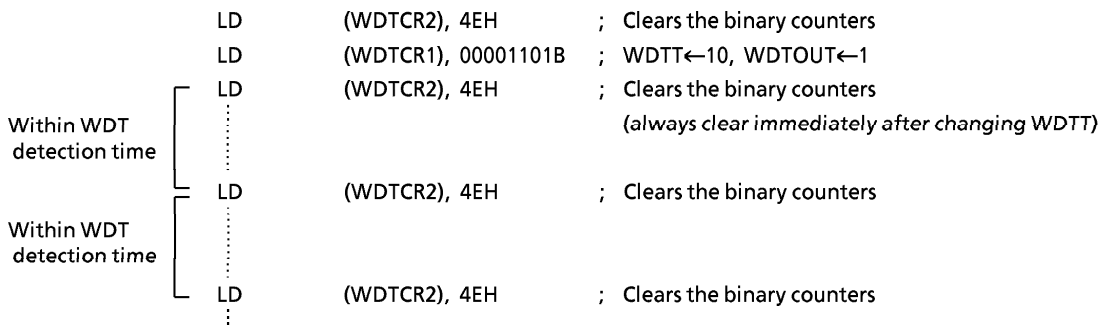 LD (WDTCR2), 4EH ; Clears the binary counters
LD (WDTCR1), 00001101B ; WDTT←10, WDTOUT←1
LD (WDTCR2), 4EH ; Clears the binary counters
(always clear immediately after changing WDTT)
Within WDT
detection time
LD (WDTCR2), 4EH ; Clears the binary counters
Within WDT
detection time
LD (WDTCR2), 4EH ; Clears the binary counters